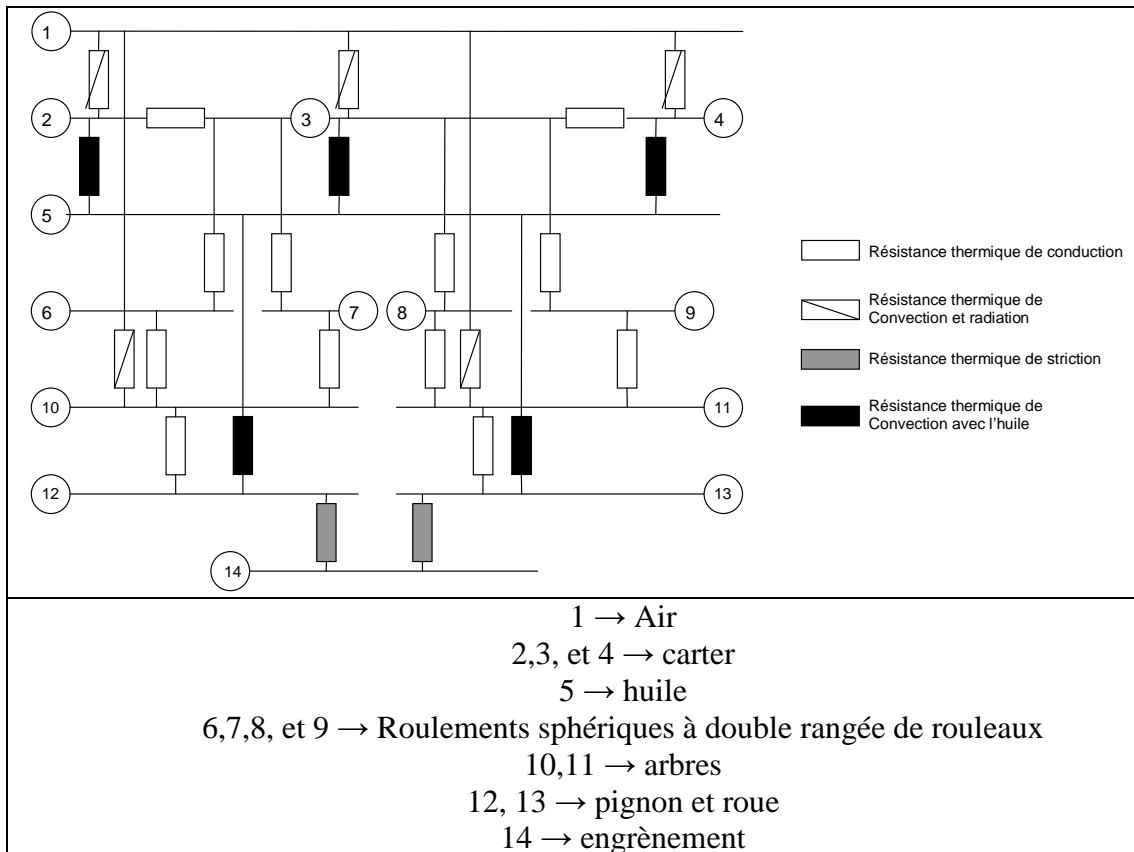 1
2
3
4
5
Résistance thermique de conduction
6
7
8
9
Résistance thermique de
Convection et radiation
Résistance thermique de striction
10
11
Résistance thermique de
Convection avec l'huile
12
13
14
1 → Air
2,3, et 4 → carter
5 → huile
6,7,8, et 9 → Roulements sphériques à double rangée de rouleaux
10,11 → arbres
12, 13 → pignon et roue
14 → engrènement